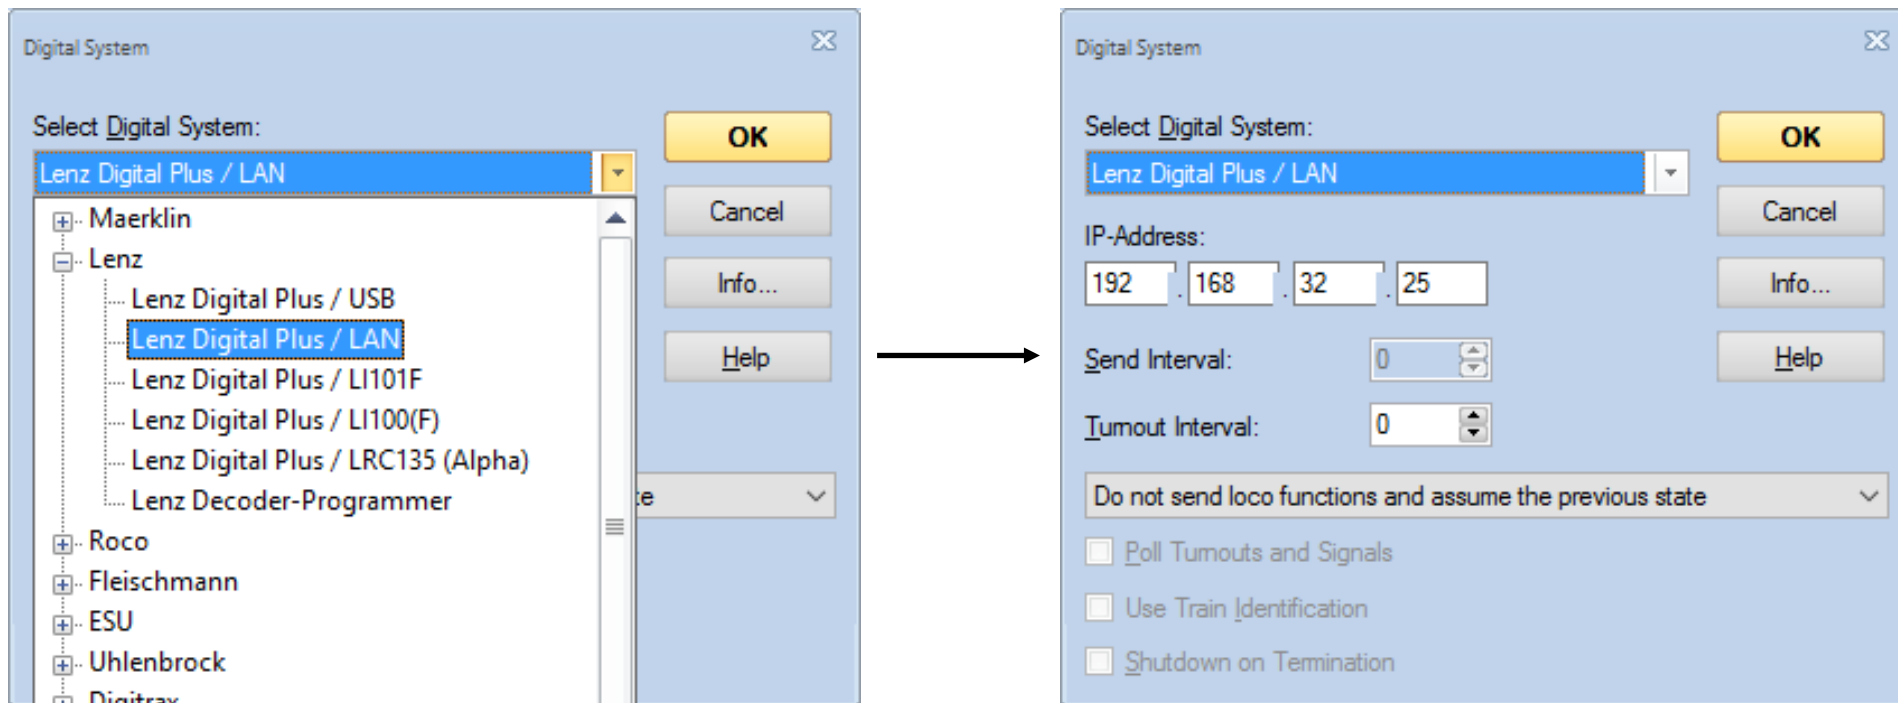 Digital System
Select Digital System:
Lenz Digital Plus / LAN
OK
Cancel
Info...
Help
Maerklin
Lenz
Lenz Digital Plus / USB
Lenz Digital Plus / LAN
Lenz Digital Plus / LI101F
Lenz Digital Plus / LI100(F)
Lenz Digital Plus / LRC135 (Alpha)
Lenz Decoder-Programmer
Roco
Fleischmann
ESU
Uhlenbrock
Digitrax
te
Digital System
Select Digital System:
Lenz Digital Plus / LAN
OK
Cancel
Info...
Help
IP-Address:
192 . 168 . 32 . 25
Send Interval: 0
Turnout Interval: 0
Do not send loco functions and assume the previous state
Poll Turnouts and Signals
Use Train Identification
Shutdown on Termination